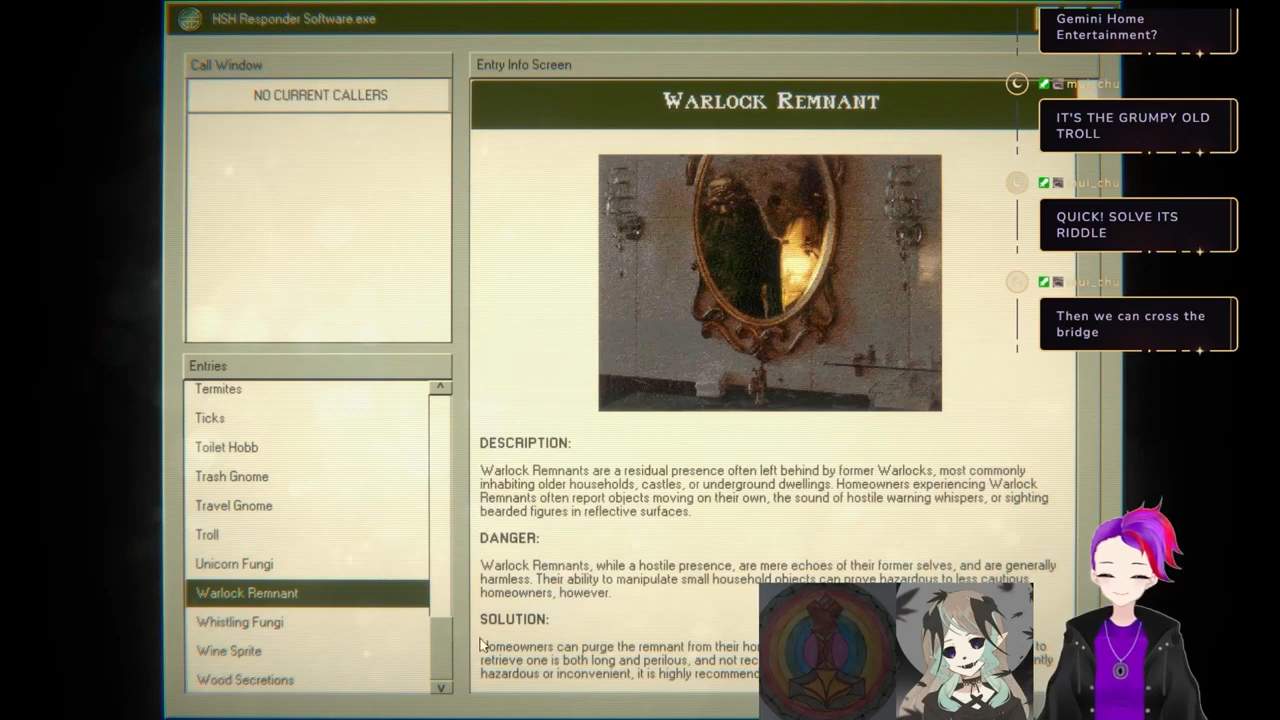 HSH Responder Software.exe
Call Window
NO CURRENT CALLERS
Entries
Termites
Ticks
Toilet Hobb
Trash Gnome
Travel Gnome
Troll
Unicorn Fungi
Warlock Remnant
Whistling Fungi
Wine Sprite
Wood Secretions
Entry Info Screen
WARLOCK REMNANT
DESCRIPTION:
Warlock Remnants are a residual presence often left behind by former Warlocks, most commonly
inhabiting older households, castles, or underground dwellings. Homeowners experiencing Warlock
Remnants often report objects moving on their own, the sound of hostile warning whispers, or sighting
bearded figures in reflective surfaces.
DANGER:
Warlock Remnants, while a hostile presence, are mere echoes of their former selves, and are generally
harmless. Their ability to manipulate small household objects can prove hazardous to less cautious
homeowners, however.
SOLUTION:
Homeowners can purge the remnant from their to
retrieve one is both long and perilous, and not
hazardous or inconvenient, it is highly
Gemini Home
Entertainment?
IT'S THE GRUMPY OLD
TROLL
QUICK! SOLVE ITS
RIDDLE
Then we can cross the
bridge